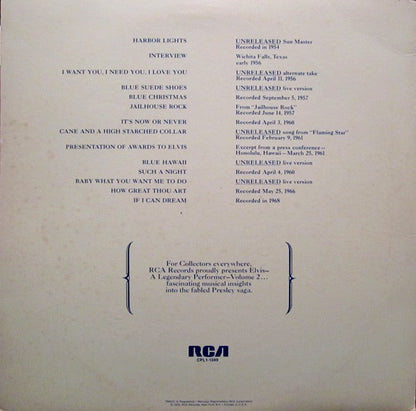 HARBOR LIGHTS UNRELEASED Sun Master
Recorded in 1954
INTERVIEW Wichita Falls, Texas
early 1956
I WANT YOU, I NEED YOU, I LOVE YOU UNRELEASED alternate take
Recorded April 11, 1956
BLUE SUEDE SHOES UNRELEASED live version
BLUE CHRISTMAS Recorded September 5, 1957
JAILHOUSE ROCK From "Jailhouse Rock"
Recorded June 14, 1957
IT'S NOW OR NEVER Recorded April 3, 1960
CANE AND A HIGH STARCHED COLLAR UNRELEASED song from "Flaming Star"
Recorded February 9, 1961
PRESENTATION OF AWARDS TO ELVIS Excerpt from a press conference—
Honolulu, Hawaii—March 25, 1961
BLUE HAWAII UNRELEASED live version
SUCH A NIGHT Recorded April 4, 1960
BABY WHAT YOU WANT ME TO DO UNRELEASED live version
HOW GREAT THOU ART Recorded May 25, 1966
IF I CAN DREAM Recorded in 1968
For Collectors everywhere,
RCA Records proudly presents Elvis—
A Legendary Performer—Volume 2...
fascinating musical insights
into the fabled Presley saga.
RCA
CPL1-1349